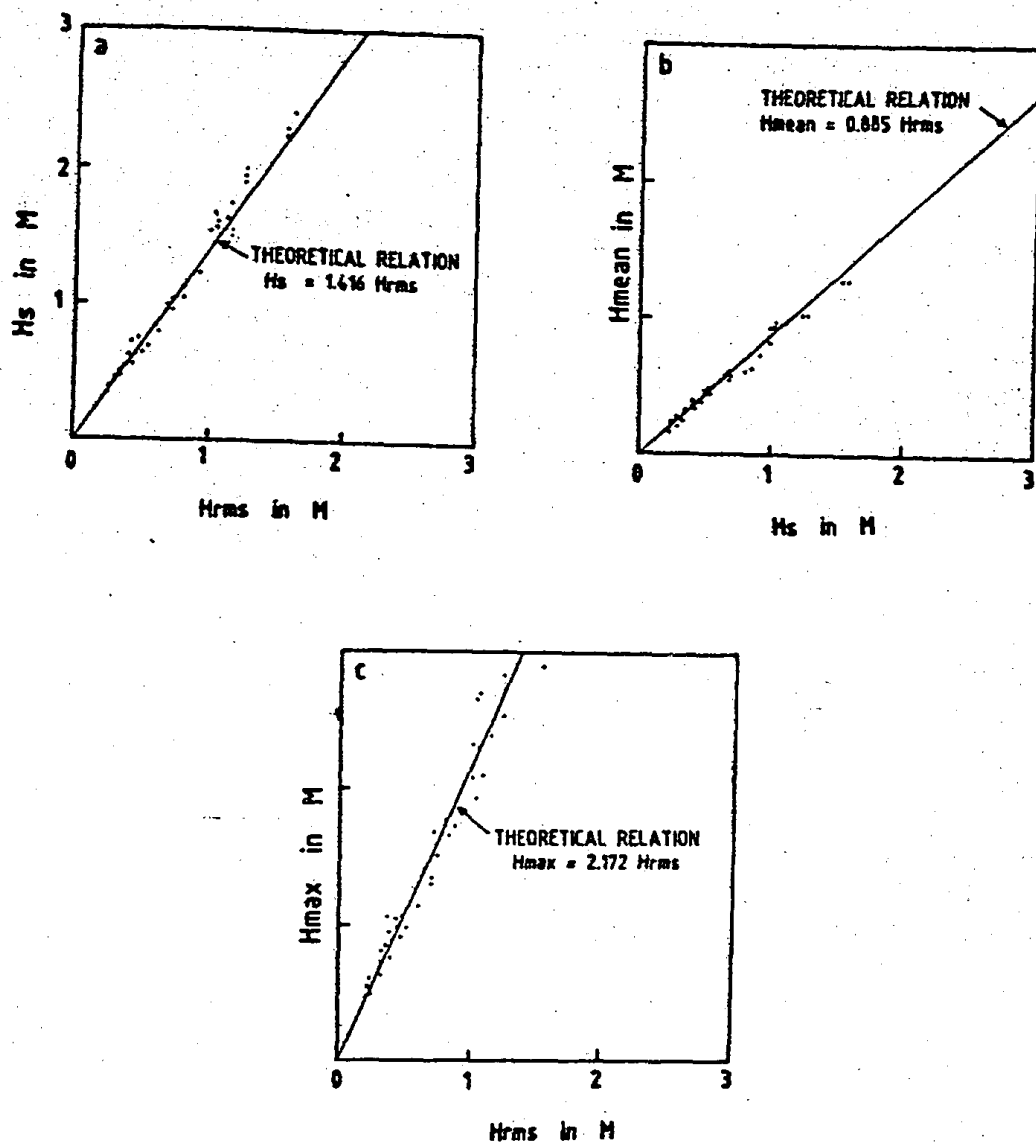 3
a
2
THEORETICAL RELATION
Hs = 1.416 Hrms
1
Hs in M
0 1 2 3
Hrms in M
b
THEORETICAL RELATION
Hmean = 0.885 Hrms
Hmean in M
0 1 2 3
Hs in M
c
THEORETICAL RELATION
Hmax = 2.172 Hrms
Hmax in M
0 1 2 3
Hrms in M